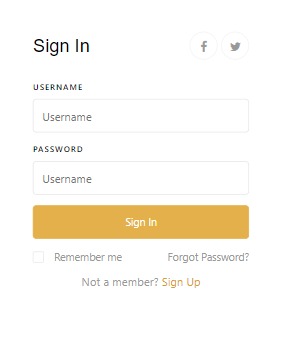 Sign In
USERNAME
Username
PASSWORD
Username
Sign In
Remember me Forgot Password?
Not a member? Sign Up